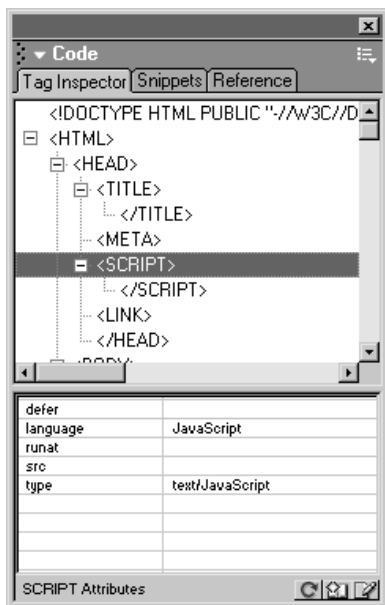 Code
Tag Inspector Snippets Reference
<!DOCTYPE HTML PUBLIC "-//W3C//D
<HTML>
<HEAD>
<TITLE>
</TITLE>
<META>
<SCRIPT>
</SCRIPT>
<LINK>
</HEAD>
<BODY>
defer
language JavaScript
runat
src
type text/JavaScript
SCRIPT Attributes